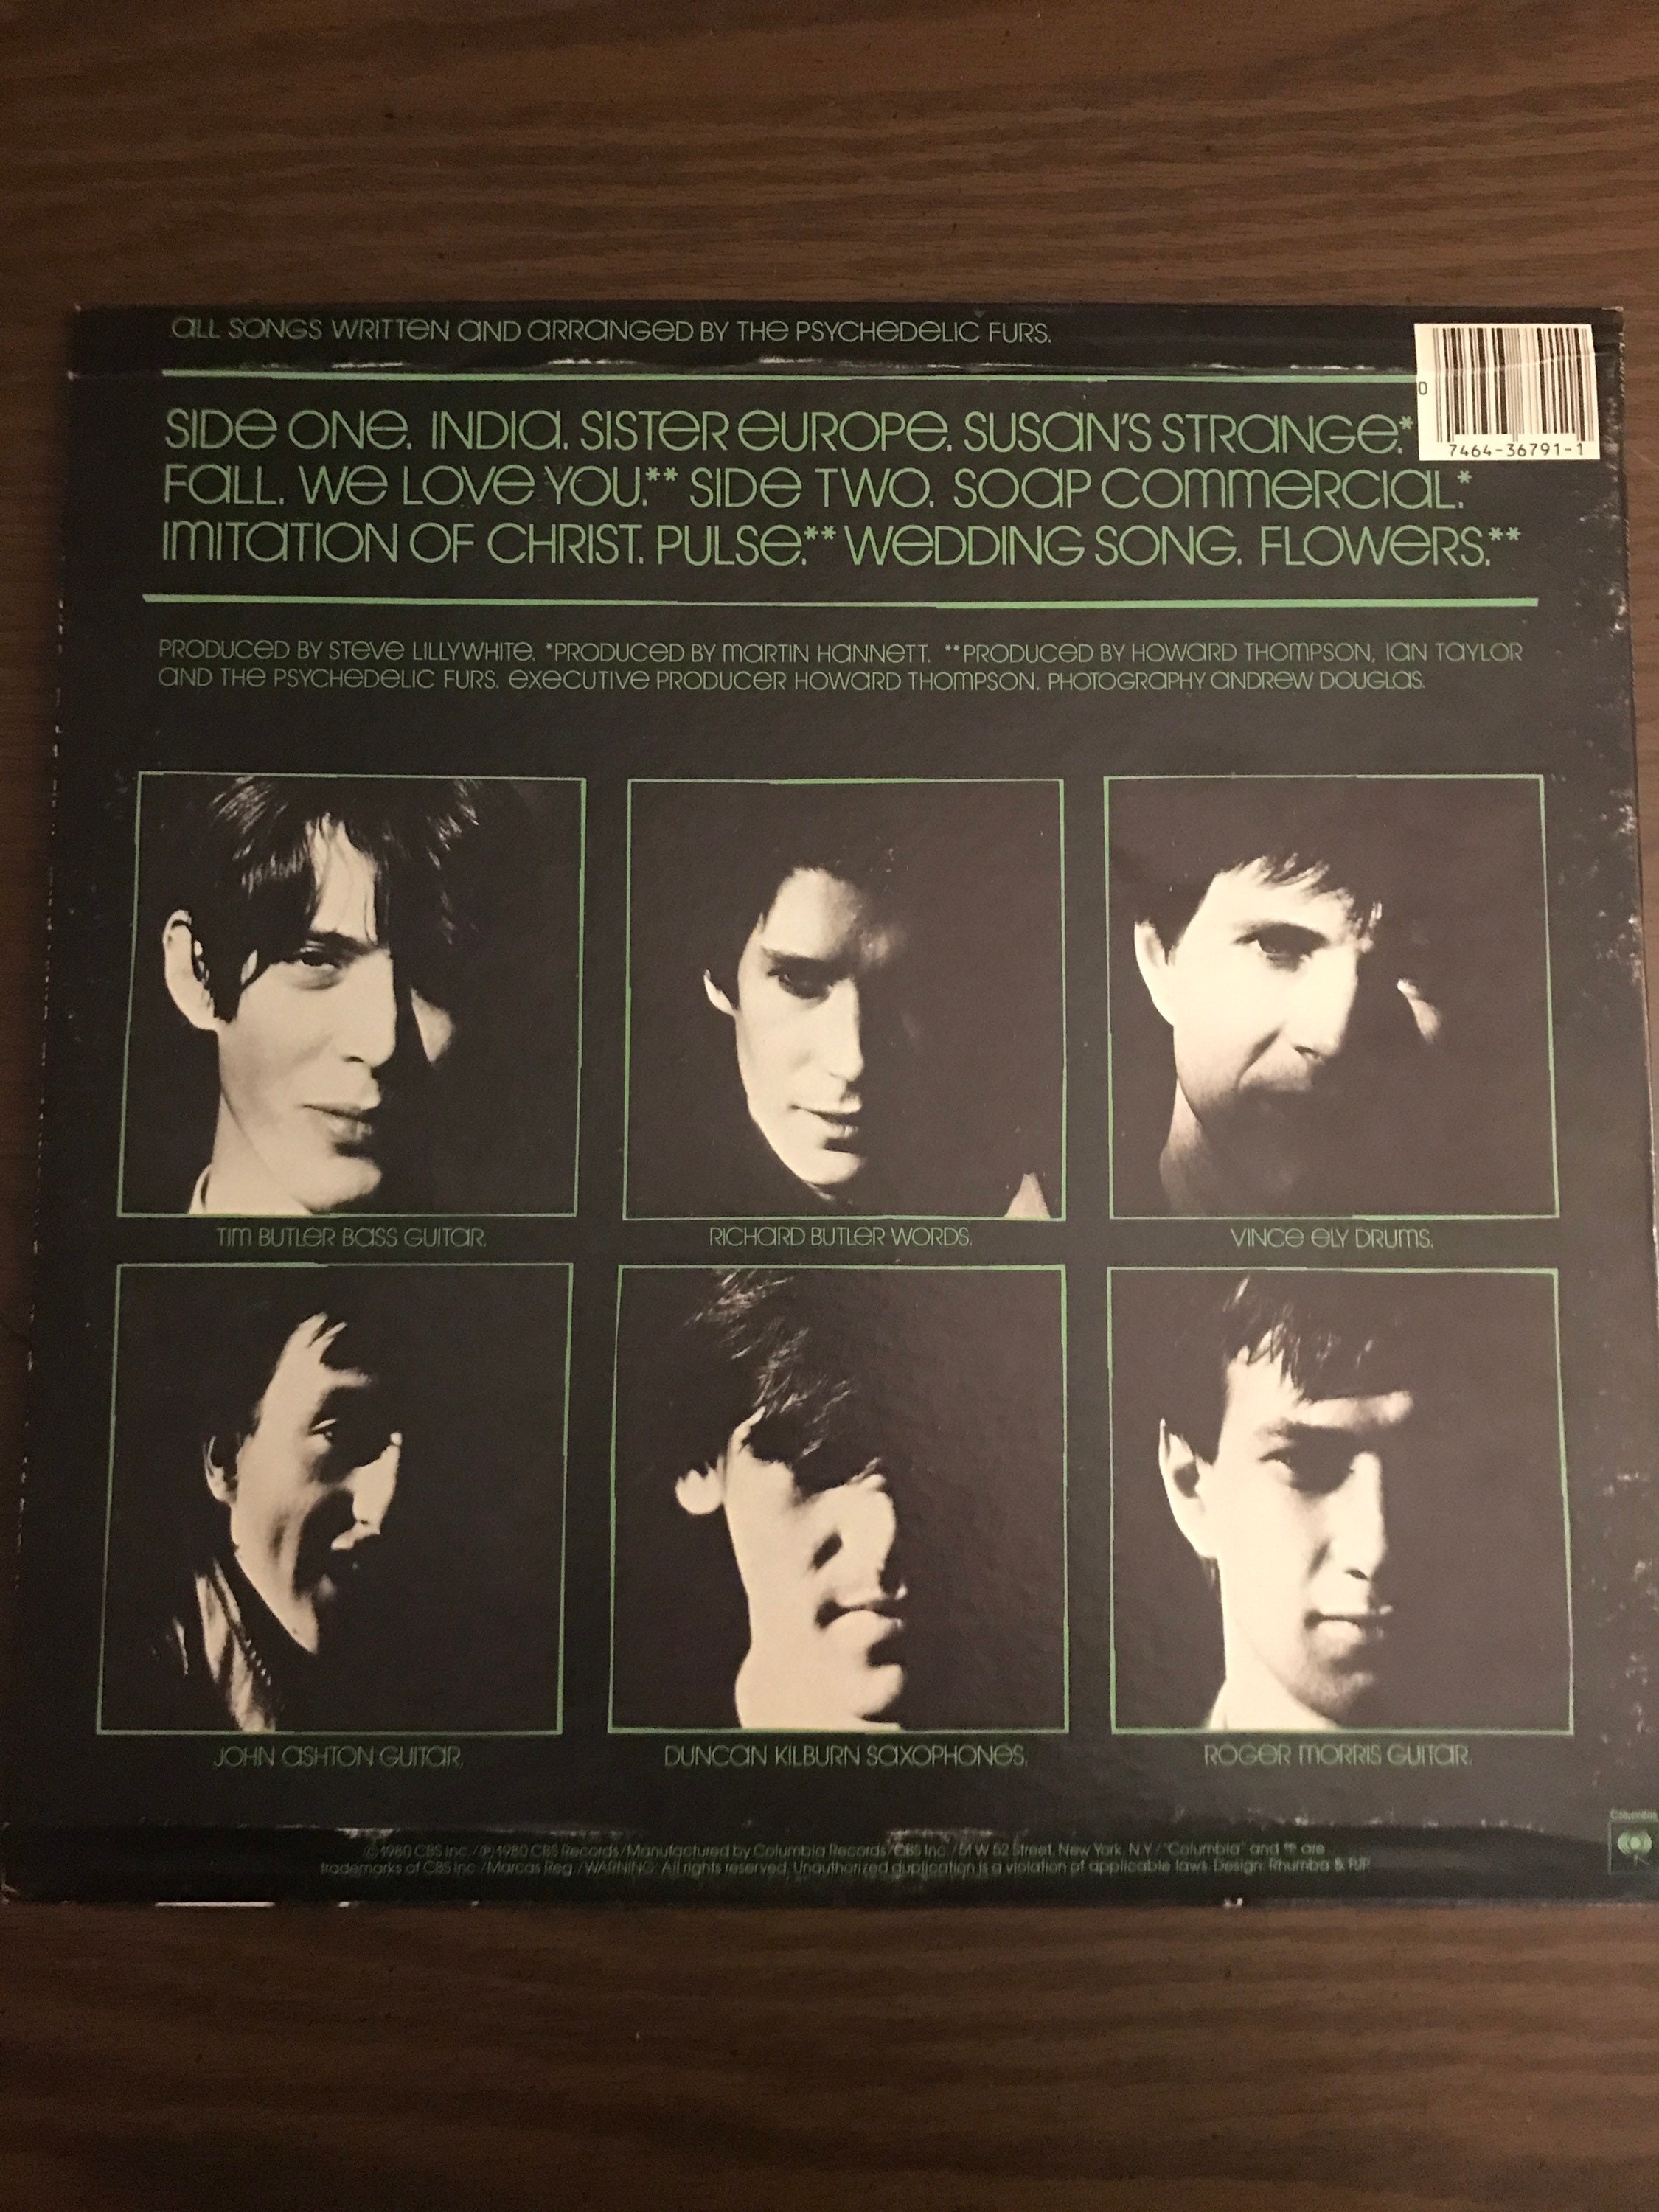 ALL SONGS WRITTEN AND ARRANGED BY THE PSYCHEDELIC FURS.
0
7464-36791-1
SIDE ONE. INDIA. SISTER EUROPE. SUSAN'S STRANGE.*
FALL. WE LOVE YOU.** SIDE TWO. SOAP COMMERCIAL.*
IMITATION OF CHRIST. PULSE.** WEDDING SONG. FLOWERS.**
PRODUCED BY STEVE LILLYWHITE. *PRODUCED BY MARTIN HANNETT. **PRODUCED BY HOWARD THOMPSON, IAN TAYLOR
AND THE PSYCHEDELIC FURS. EXECUTIVE PRODUCER HOWARD THOMPSON. PHOTOGRAPHY ANDREW DOUGLAS.
TIM BUTLER BASS GUITAR.
RICHARD BUTLER WORDS.
VINCE ELY DRUMS.
JOHN ASHTON GUITAR.
DUNCAN KILBURN SAXOPHONES.
ROGER MORRIS GUITAR.
Columbia
© 1980 CBS Inc. / ℗ 1980 CBS Records/Manufactured by Columbia Records/CBS Inc./51 W 52 Street, New York, N.Y./"Columbia" and are
trademarks of CBS Inc./Marcas Reg./WARNING: All rights reserved. Unauthorized duplication is a violation of applicable laws. Design: Rhumba &